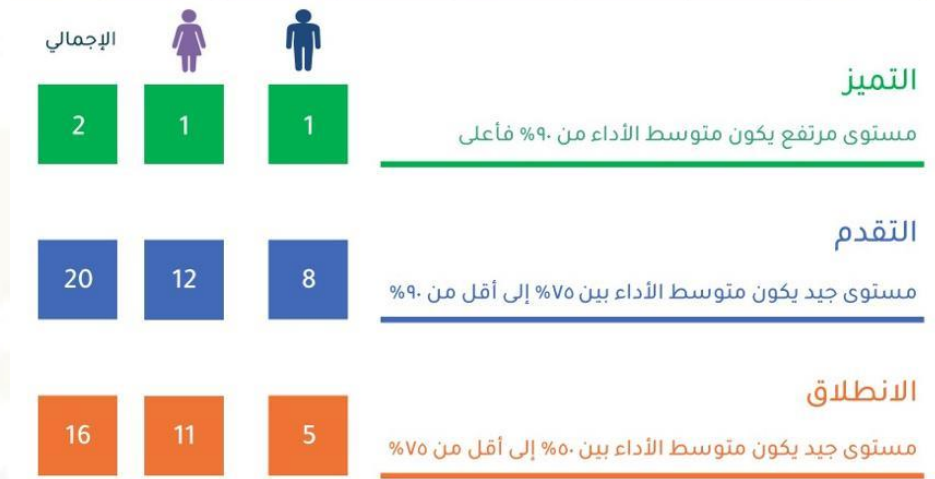 الإجمالي
التميز
مستوى مرتفع يكون متوسط الأداء من ٩٠% فأعلى
1
1
2
التقدم
مستوى جيد يكون متوسط الأداء بين ٧٥% إلى أقل من ٩٠%
8
12
20
الانطلاق
مستوى جيد يكون متوسط الأداء بين ٥٠% إلى أقل من ٧٥%
5
11
16